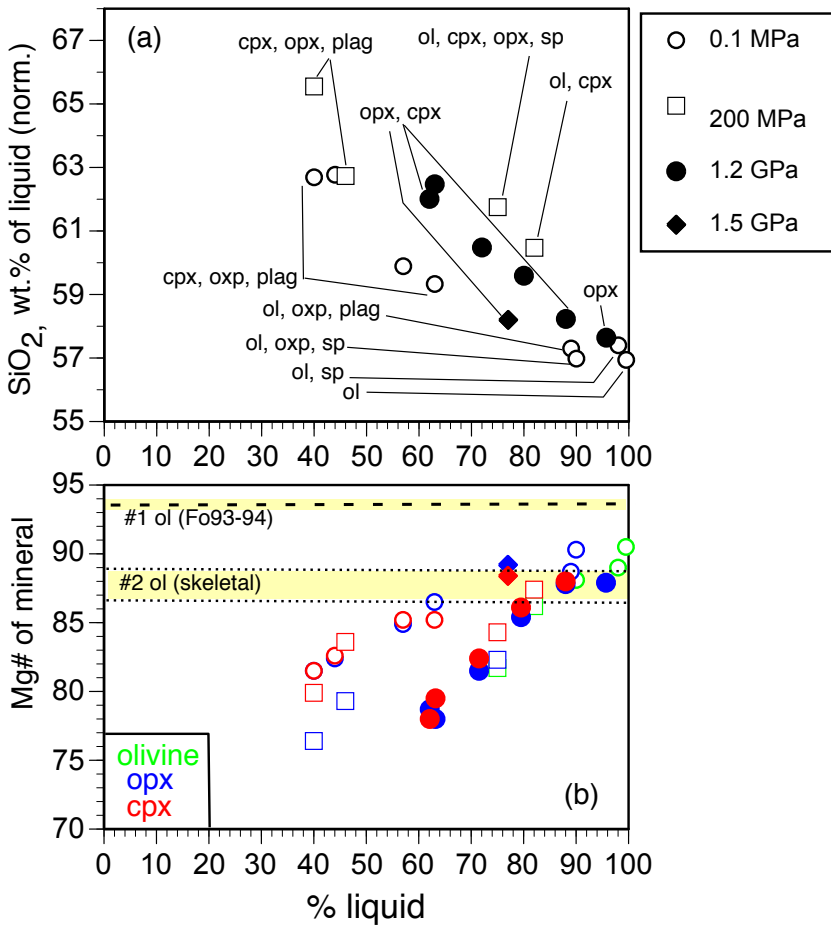 (a)
67
65
63
61
59
57
55
SiO2, wt.% of liquid (norm.)
cpx, opx, plag
ol, cpx, opx, sp
ol, cpx
opx, cpx
cpx, oxp, plag
opx
ol, oxp, plag
ol, oxp, sp
ol, sp
ol
0 10 20 30 40 50 60 70 80 90 100
0.1 MPa
200 MPa
1.2 GPa
1.5 GPa
95
90
85
80
75
70
Mg# of mineral
#1 ol (Fo93-94)
#2 ol (skeletal)
olivine
opx
cpx
(b)
0 10 20 30 40 50 60 70 80 90 100
% liquid